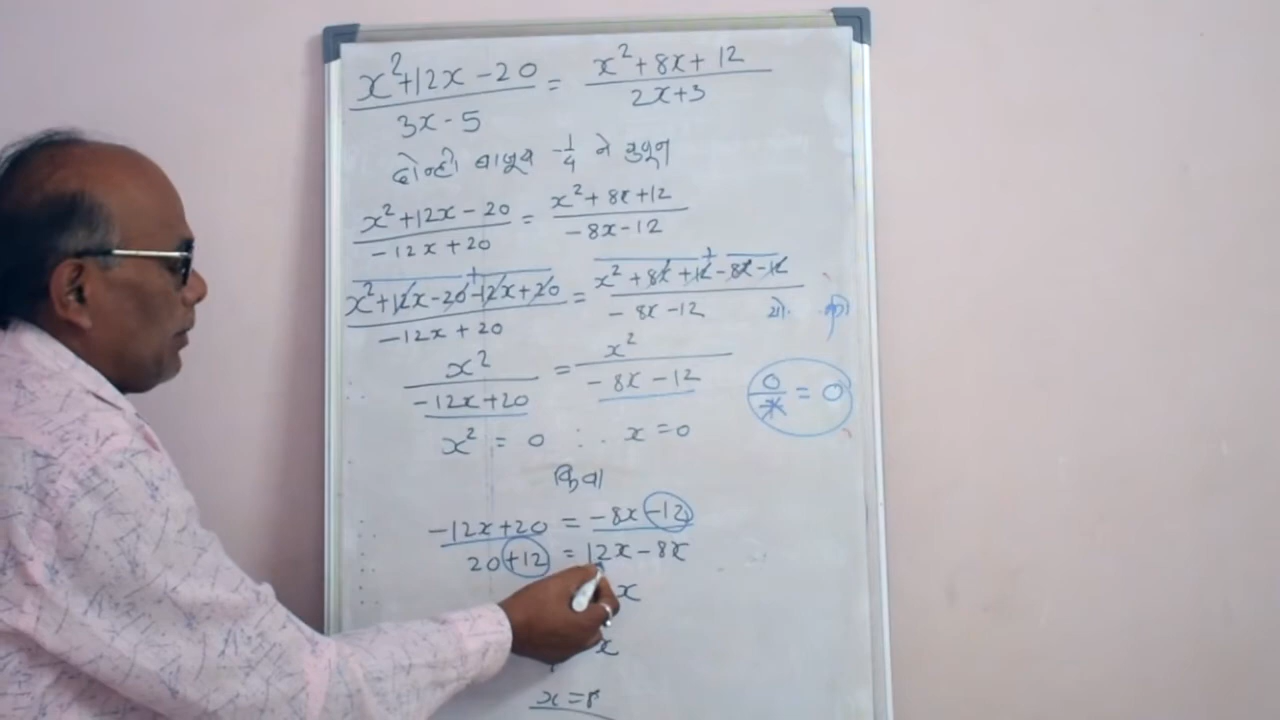 x²+12x-20 / 3x-5 = x²+8x+12 / 2x+3
दोन्ही बाजूस -1/4 ने गुणून
x²+12x-20 / -12x+20 = x²+8x+12 / -8x-12
x²+12x-20-12x+20 / -12x+20 = x²+8x+12-8x-12 / -8x-12
यो. क्री
x² / -12x+20 = x² / -8x-12
0/* = 0
x² = 0 ∴ x=0
किंवा
-12x+20 = -8x-12
20+12 = 12x-8x
x
x
x=8